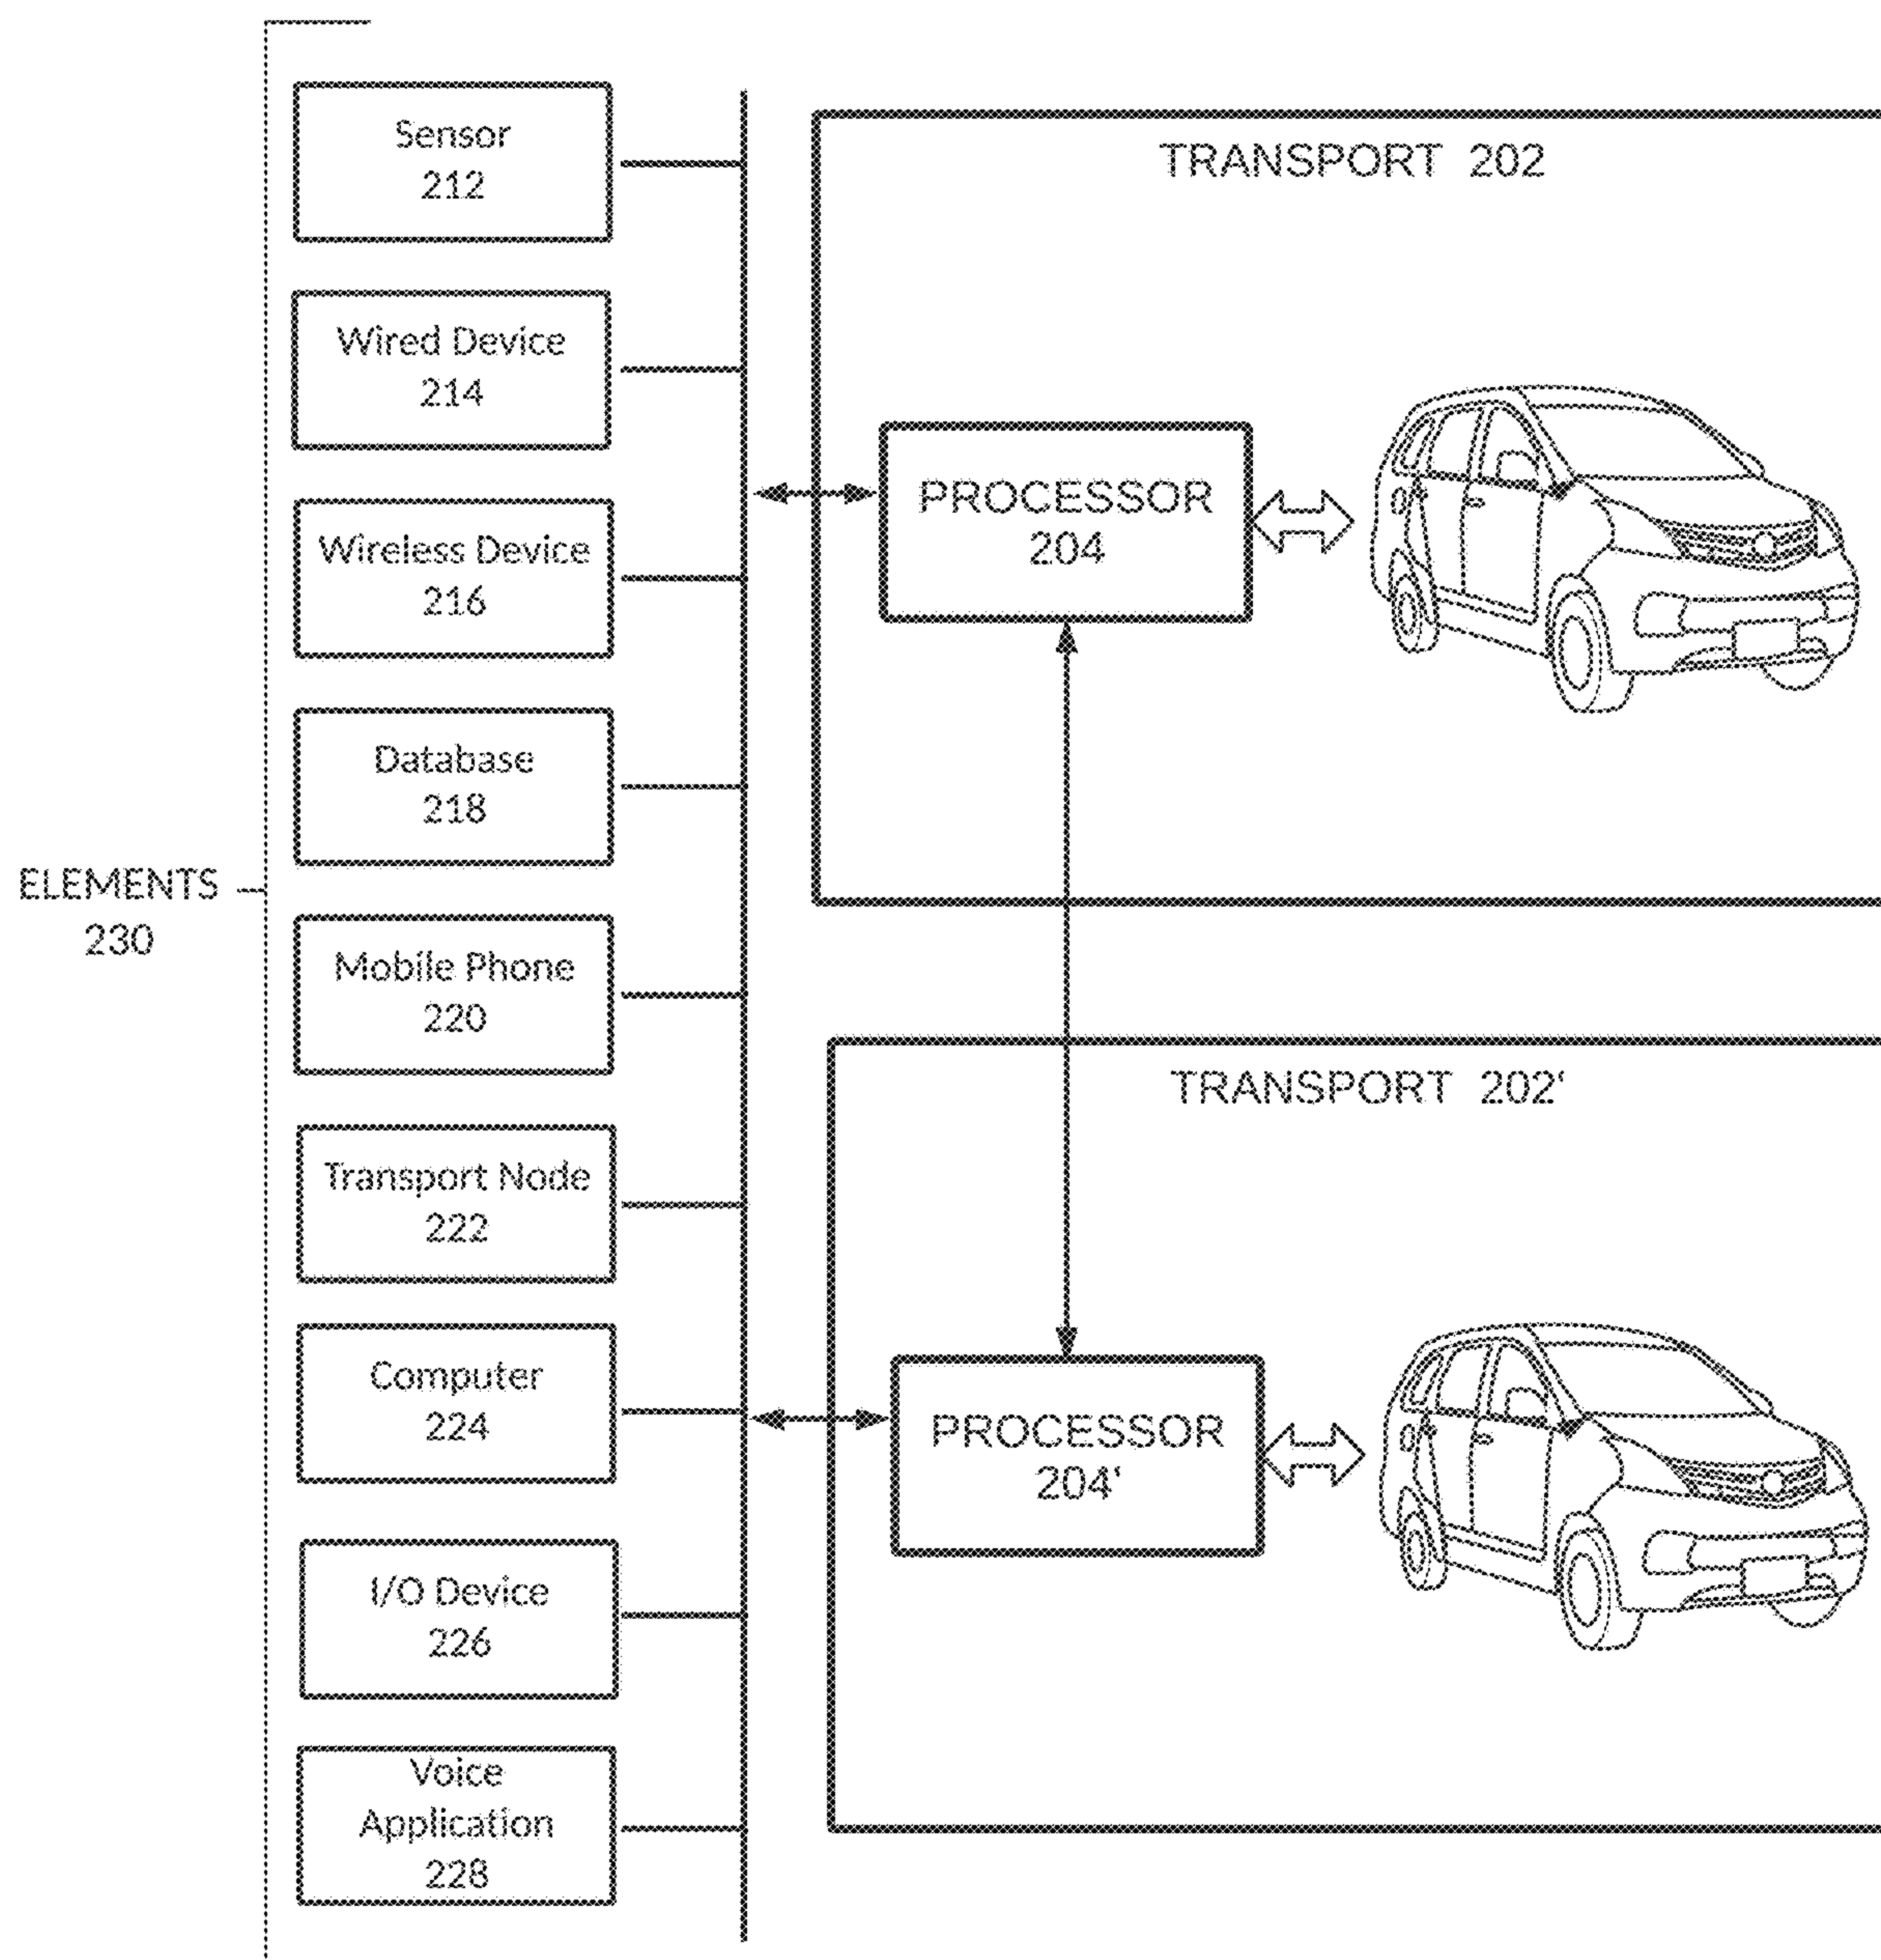 ELEMENTS
230
Sensor
212
Wired Device
214
Wireless Device
216
Database
218
Mobile Phone
220
Transport Node
222
Computer
224
I/O Device
226
Voice
Application
228
TRANSPORT 202
PROCESSOR
204
TRANSPORT 202‘
PROCESSOR
204‘